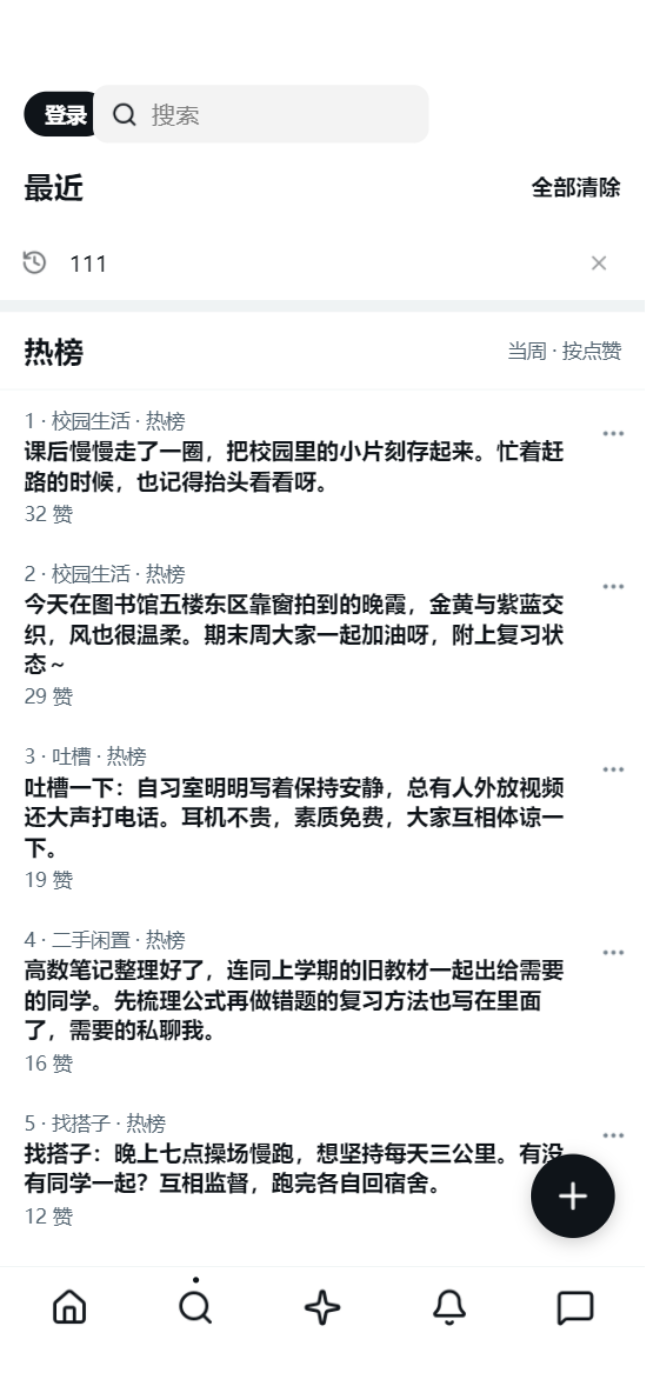 登录 搜索
最近 全部清除
111
热榜 当周 · 按点赞
1 · 校园生活 · 热榜
课后慢慢走了一圈，把校园里的小片刻存起来。忙着赶
路的时候，也记得抬头看看呀。
32 赞
2 · 校园生活 · 热榜
今天在图书馆五楼东区靠窗拍到的晚霞，金黄与紫蓝交
织，风也很温柔。期末周大家一起加油呀，附上复习状
态～
29 赞
3 · 吐槽 · 热榜
吐槽一下：自习室明明写着保持安静，总有人外放视频
还大声打电话。耳机不贵，素质免费，大家互相体谅一
下。
19 赞
4 · 二手闲置 · 热榜
高数笔记整理好了，连同上学期的旧教材一起出给需要
的同学。先梳理公式再做错题的复习方法也写在里面
了，需要的私聊我。
16 赞
5 · 找搭子 · 热榜
找搭子：晚上七点操场慢跑，想坚持每天三公里。有没
有同学一起？互相监督，跑完各自回宿舍。
12 赞